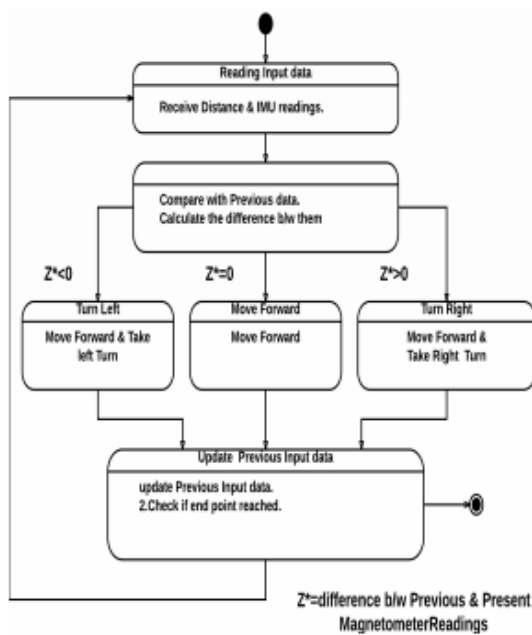 Reading Input data
Receive Distance & IMU readings.
Compare with Previous data.
Calculate the difference b/w them
Z*<0
Z*=0
Z*>0
Turn Left
Move Forward & Take
left Turn
Move Forward
Move Forward
Turn Right
Move Forward &
Take Right Turn
Update Previous Input data
update Previous Input data.
2.Check if end point reached.
Z*=difference b/w Previous & Present
MagnetometerReadings